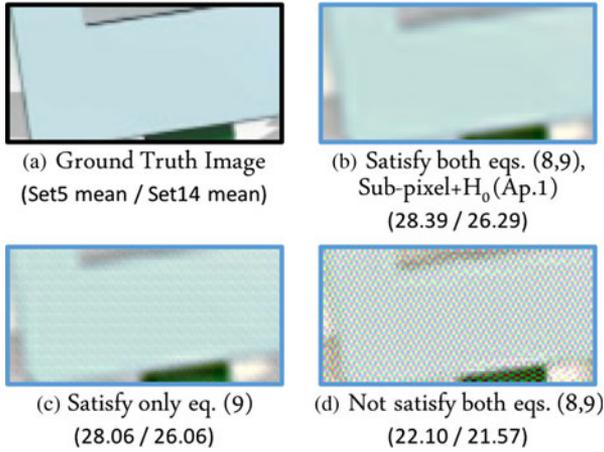 (a) Ground Truth Image
(Set5 mean / Set14 mean)
(b) Satisfy both eqs. (8,9),
Sub-pixel+H₀(Ap.1)
(28.39 / 26.29)
(c) Satisfy only eq. (9)
(28.06 / 26.06)
(d) Not satisfy both eqs. (8,9)
(22.10 / 21.57)